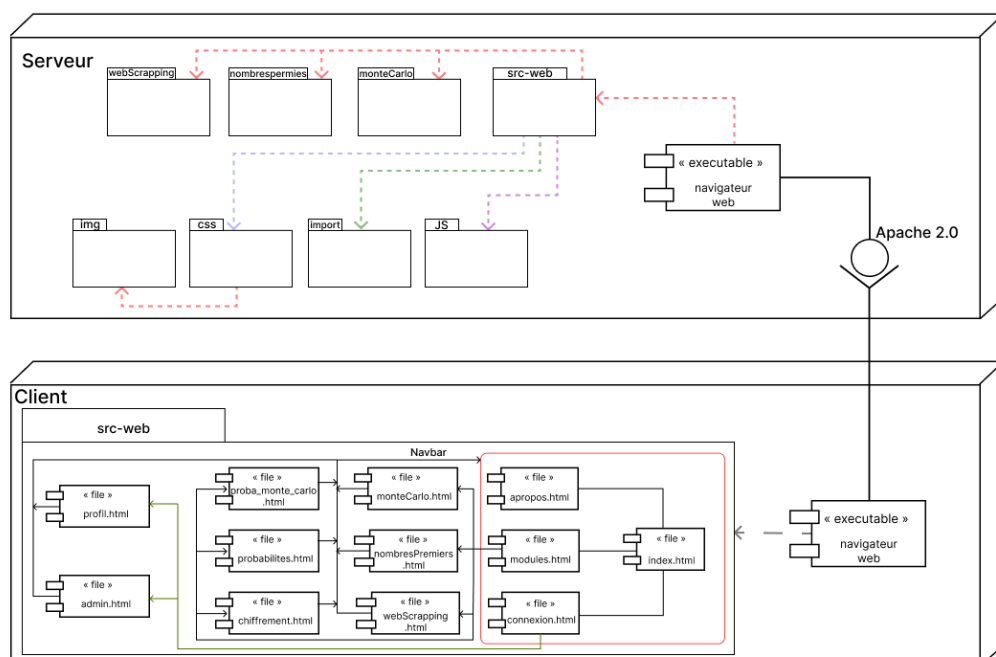 Serveur
webScrapping
nombrespermies
monteCarlo
src-web
« executable »
navigateur
web
Apache 2.0
img
css
import
JS
Client
src-web
Navbar
« file »
profil.html
« file »
admin.html
« file »
proba_monte_carlo
.html
« file »
probabilites.html
« file »
chiffrement.html
« file »
monteCarlo.html
« file »
nombresPremiers
.html
« file »
webScrapping
.html
« file »
apropos.html
« file »
modules.html
« file »
connexion.html
« file »
index.html
« executable »
navigateur
web